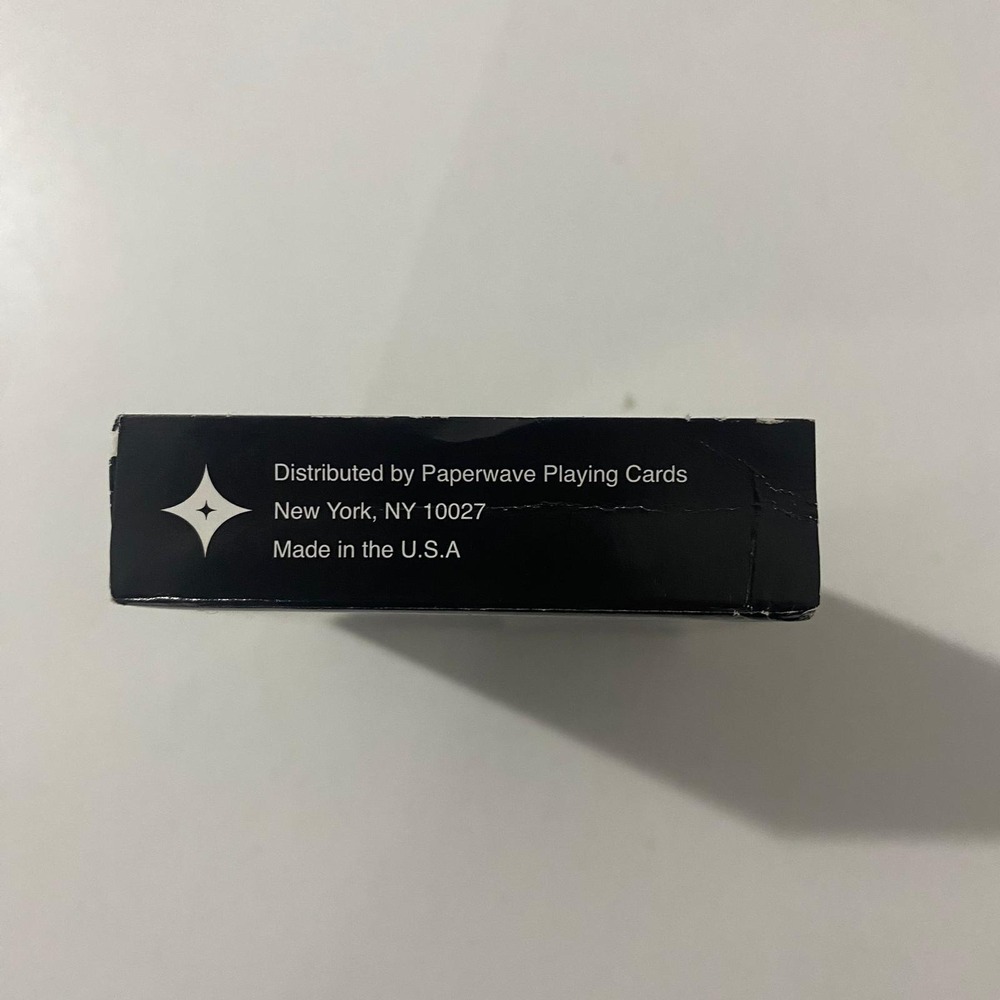 Distributed by Paperwave Playing Cards
New York, NY 10027
Made in the U.S.A